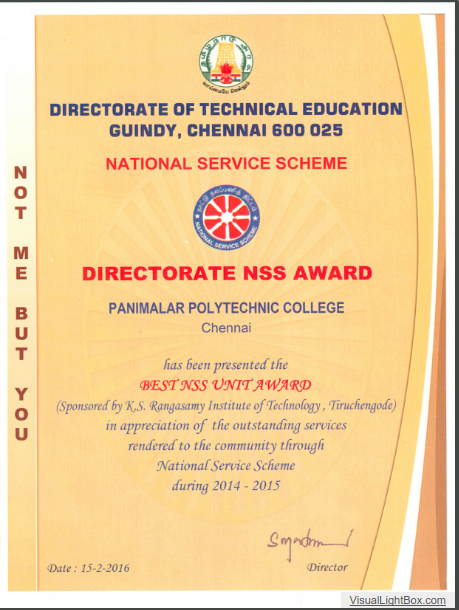 DIRECTORATE OF TECHNICAL EDUCATION
GUINDY, CHENNAI 600 025
NATIONAL SERVICE SCHEME
NATIONAL SERVICE SCHEME
DIRECTORATE NSS AWARD
PANIMALAR POLYTECHNIC COLLEGE
Chennai
has been presented the
BEST NSS UNIT AWARD
(Sponsored by K.S. Rangasamy Institute of Technology , Tiruchengode)
in appreciation of the outstanding services
rendered to the community through
National Service Scheme
during 2014 - 2015
Date : 15-2-2016
Director
NOT ME BUT YOU
VisualLightBox.com